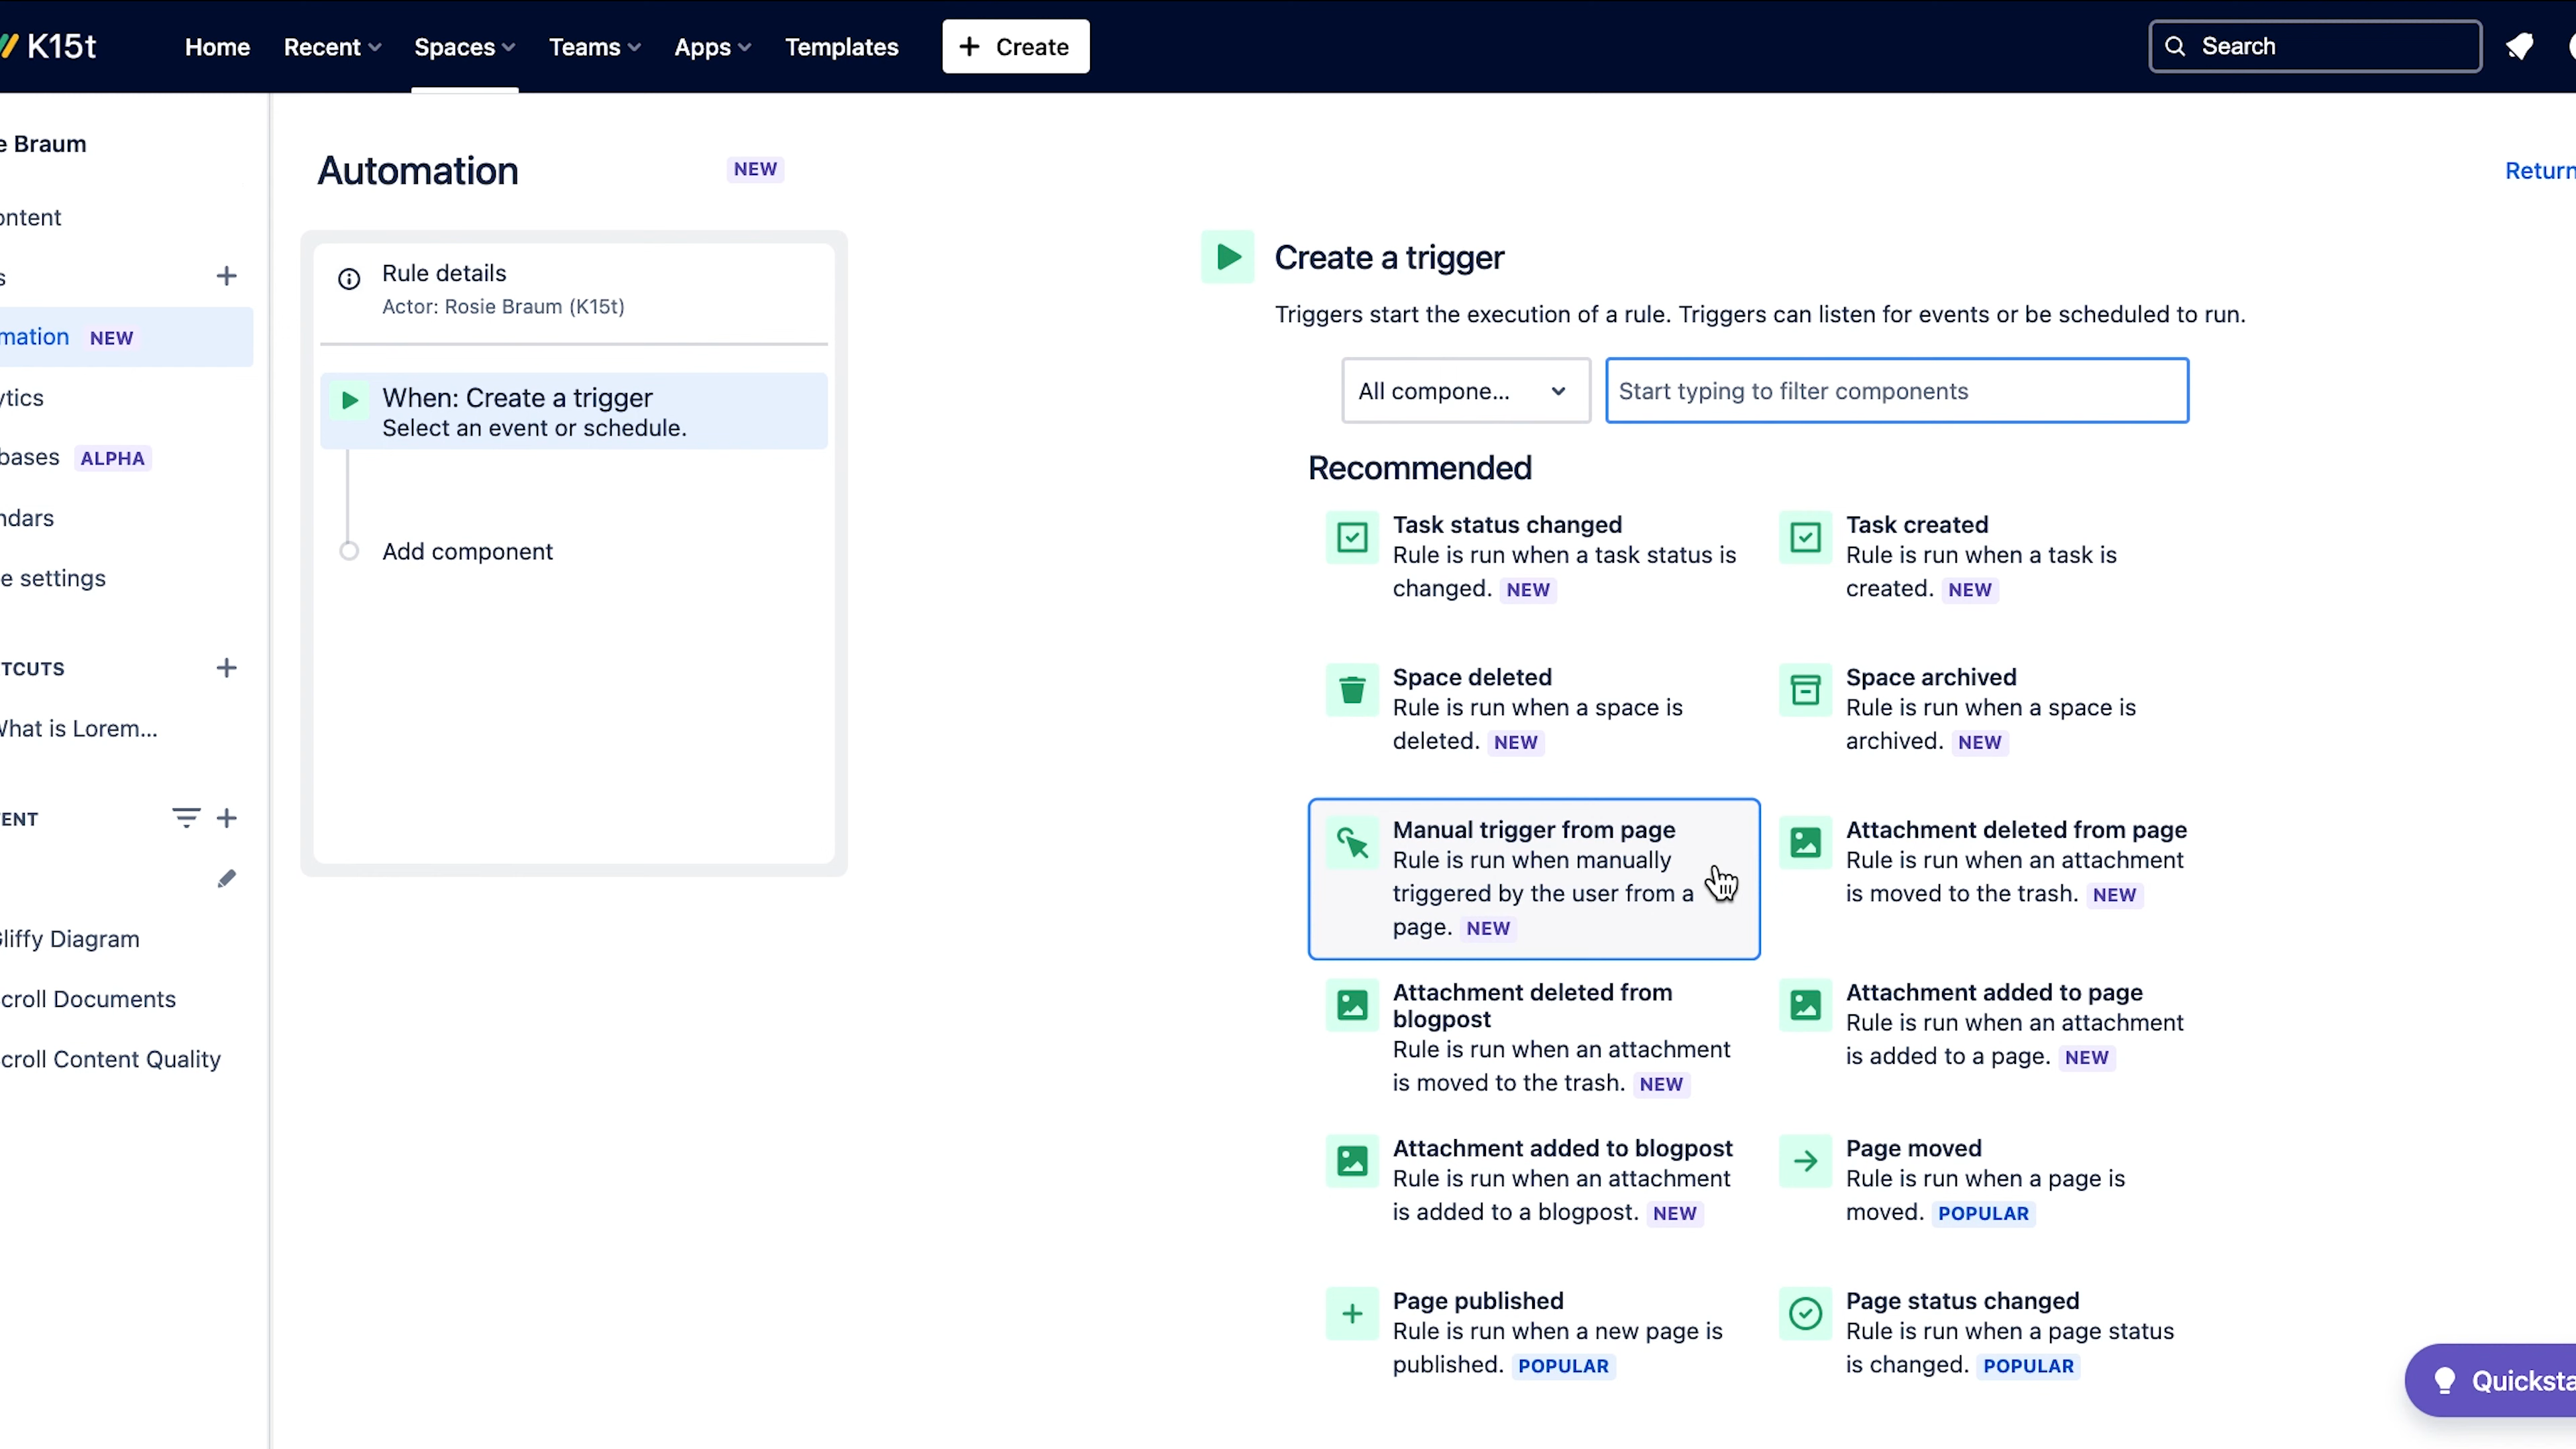 K15t
Home
Recent
Spaces
Teams
Apps
Templates
+ Create
Search
e Braum
ontent
s
mation NEW
ytics
bases ALPHA
ndars
e settings
TCUTS
What is Lorem...
ENT
Gliffy Diagram
croll Documents
croll Content Quality
Automation NEW
Return
Rule details
Actor: Rosie Braum (K15t)
When: Create a trigger
Select an event or schedule.
Add component
Create a trigger
Triggers start the execution of a rule. Triggers can listen for events or be scheduled to run.
All compone...
Start typing to filter components
Recommended
Task status changed
Rule is run when a task status is
changed. NEW
Task created
Rule is run when a task is
created. NEW
Space deleted
Rule is run when a space is
deleted. NEW
Space archived
Rule is run when a space is
archived. NEW
Manual trigger from page
Rule is run when manually
triggered by the user from a
page. NEW
Attachment deleted from page
Rule is run when an attachment
is moved to the trash. NEW
Attachment deleted from
blogpost
Rule is run when an attachment
is moved to the trash. NEW
Attachment added to page
Rule is run when an attachment
is added to a page. NEW
Attachment added to blogpost
Rule is run when an attachment
is added to a blogpost. NEW
Page moved
Rule is run when a page is
moved. POPULAR
Page published
Rule is run when a new page is
published. POPULAR
Page status changed
Rule is run when a page status
is changed. POPULAR
Quicksta